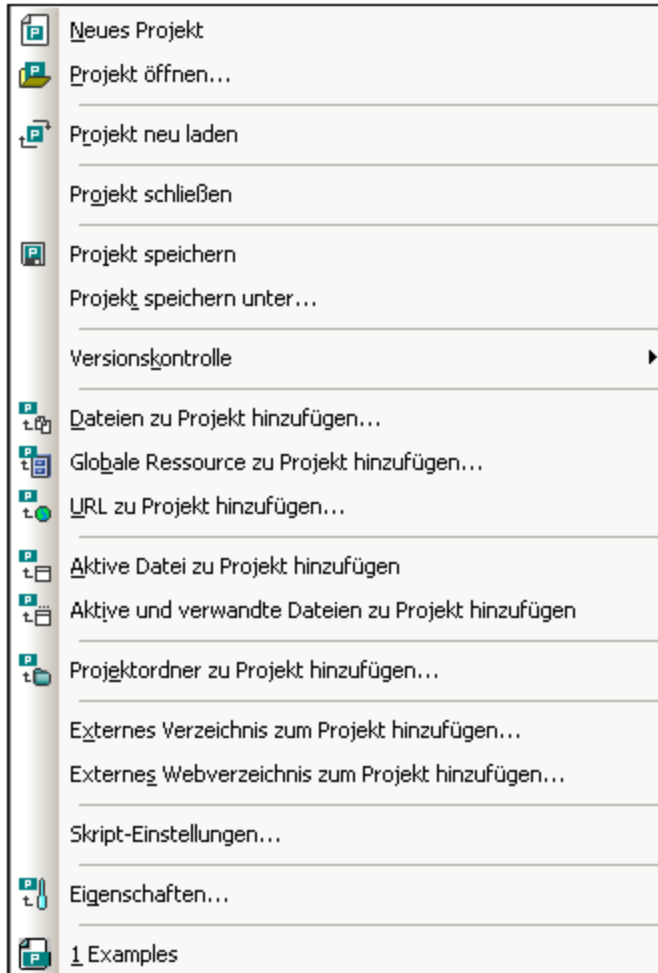 Neues Projekt
Projekt öffnen...
Projekt neu laden
Projekt schließen
Projekt speichern
Projekt speichern unter...
Versionskontrolle
Dateien zu Projekt hinzufügen...
Globale Ressource zu Projekt hinzufügen...
URL zu Projekt hinzufügen...
Aktive Datei zu Projekt hinzufügen
Aktive und verwandte Dateien zu Projekt hinzufügen
Projektordner zu Projekt hinzufügen...
Externes Verzeichnis zum Projekt hinzufügen...
Externes Webverzeichnis zum Projekt hinzufügen...
Skript-Einstellungen...
Eigenschaften...
1 Examples